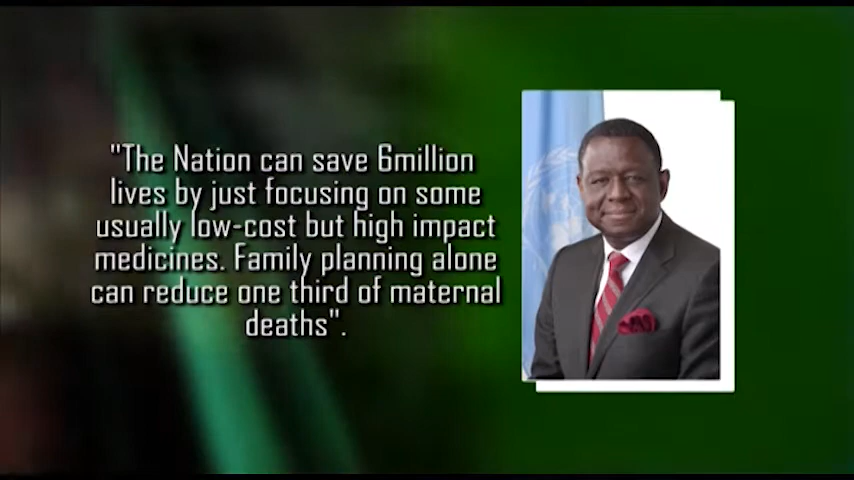 "The Nation can save 6million
lives by just focusing on some
usually low-cost but high impact
medicines. Family planning alone
can reduce one third of maternal
deaths".